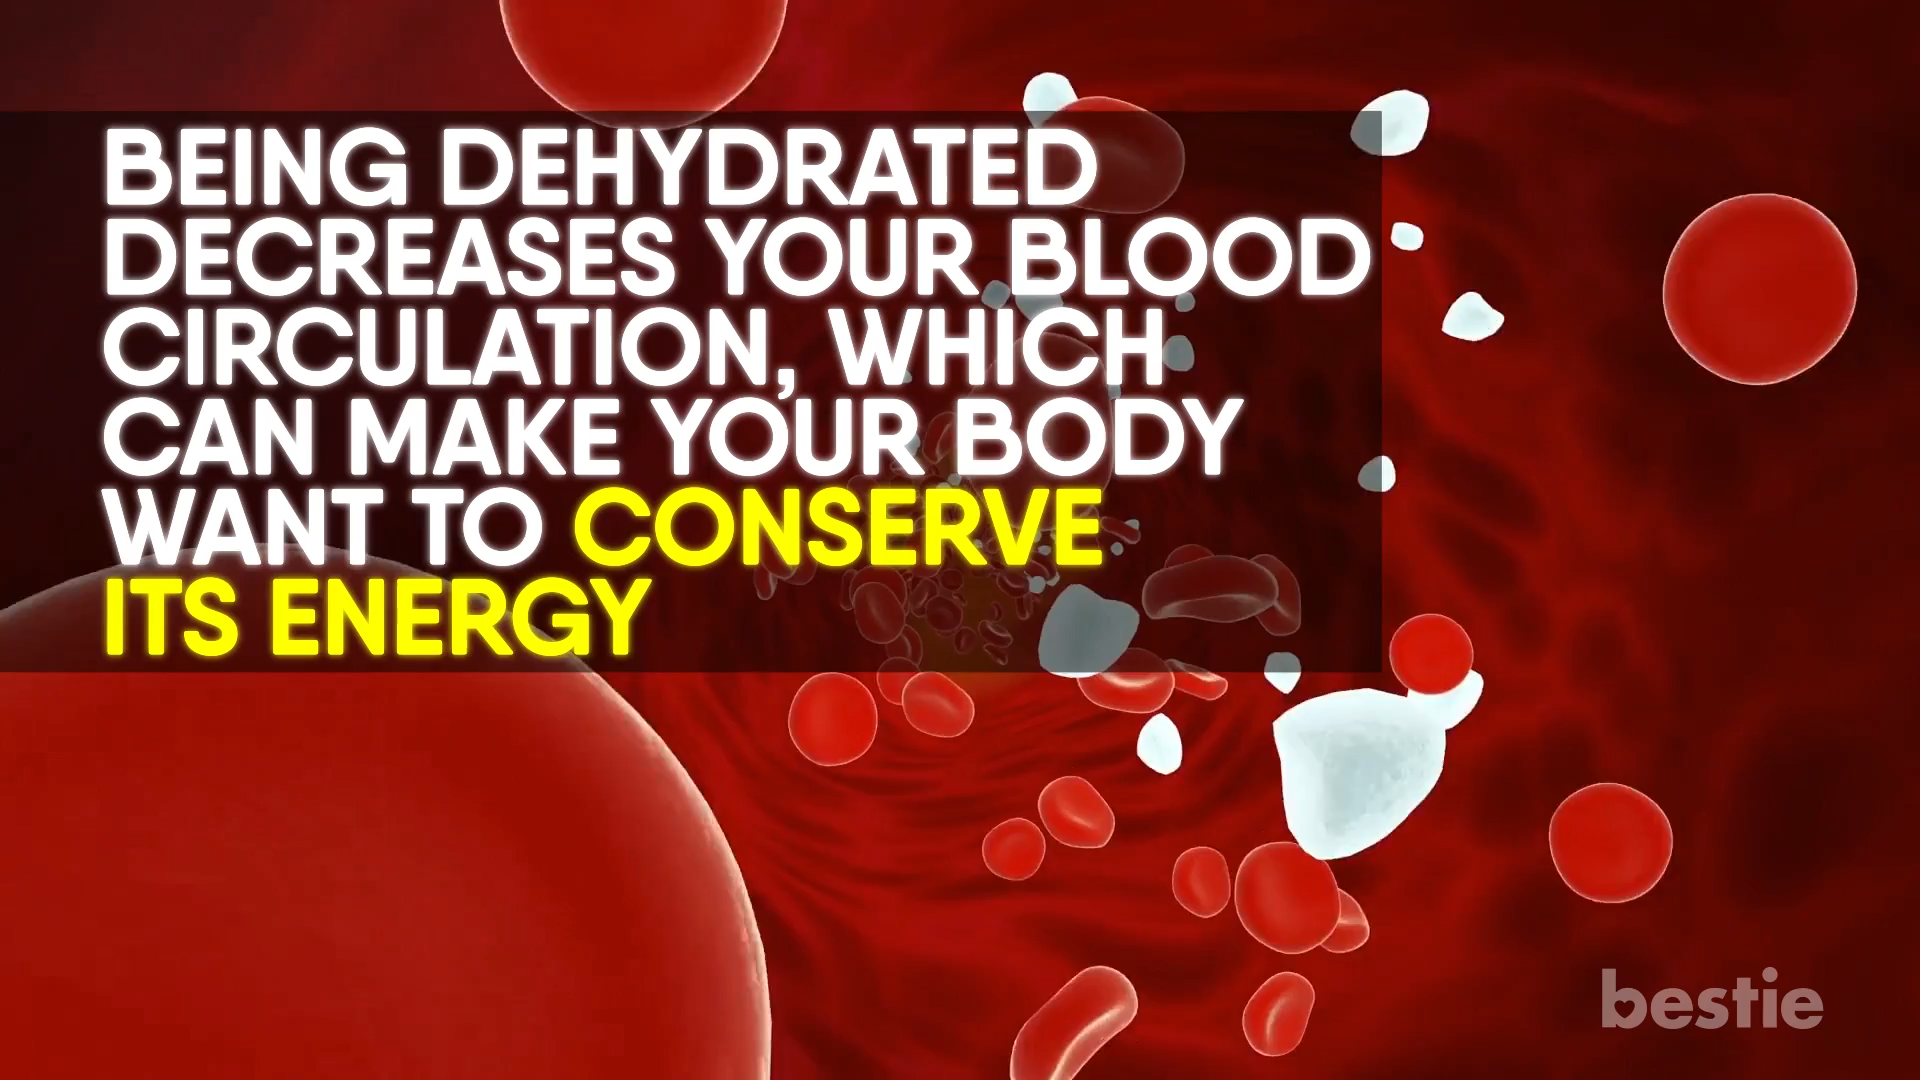 BEING DEHYDRATED
DECREASES YOUR BLOOD
CIRCULATION, WHICH
CAN MAKE YOUR BODY
WANT TO CONSERVE
ITS ENERGY
bestie